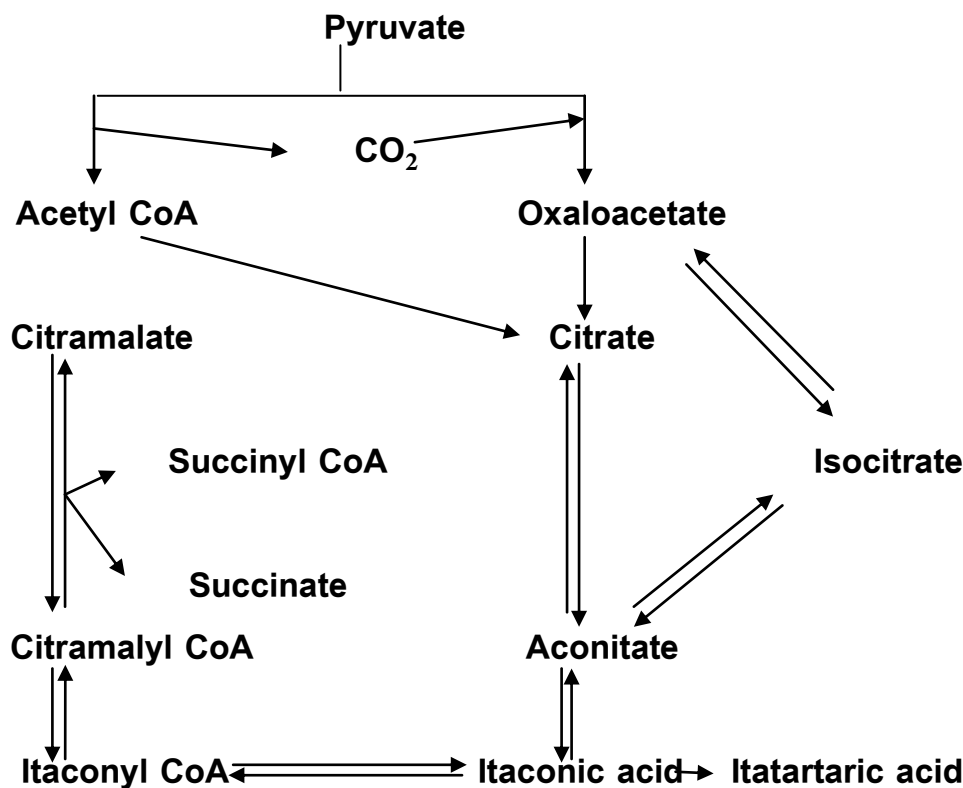 Pyruvate
CO₂
Acetyl CoA
Oxaloacetate
Citramalate
Citrate
Succinyl CoA
Isocitrate
Succinate
Citramalyl CoA
Aconitate
Itaconyl CoA
Itaconic acid
Itatartaric acid